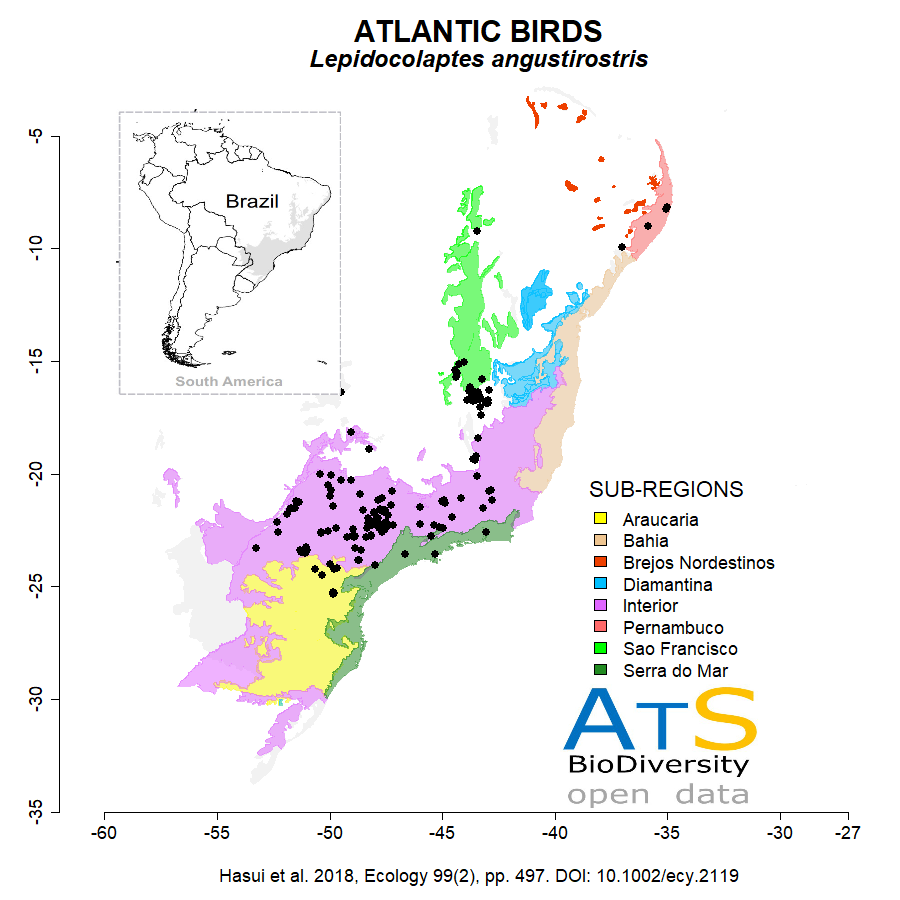 ATLANTIC BIRDS
Lepidocolaptes angustirostris
Brazil
South America
-5
-10
-15
-20
-25
-30
-35
SUB-REGIONS
Araucaria
Bahia
Brejos Nordestinos
Diamantina
Interior
Pernambuco
Sao Francisco
Serra do Mar
ATS
BioDiversity
open data
-60 -55 -50 -45 -40 -35 -30 -27
Hasui et al. 2018, Ecology 99(2), pp. 497. DOI: 10.1002/ecy.2119